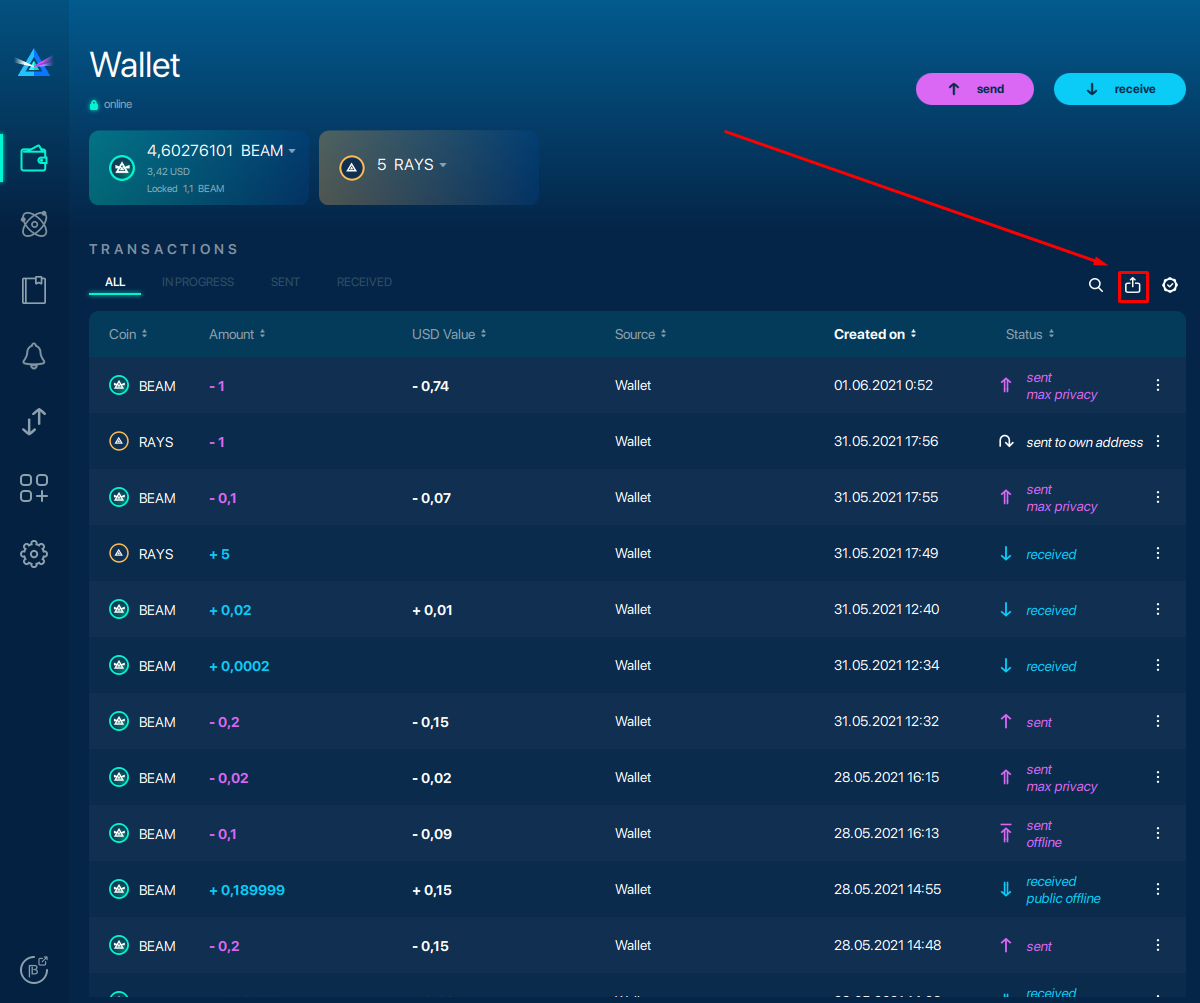 Wallet
online
send
receive
4,60276101 BEAM
3,42 USD
Locked 1,1 BEAM
5 RAYS
TRANSACTIONS
ALL IN PROGRESS SENT RECEIVED
Coin Amount USD Value Source Created on Status
BEAM - 1 - 0,74 Wallet 01.06.2021 0:52 sent
max privacy
RAYS - 1 Wallet 31.05.2021 17:56 sent to own address
BEAM - 0,1 - 0,07 Wallet 31.05.2021 17:55 sent
max privacy
RAYS + 5 Wallet 31.05.2021 17:49 received
BEAM + 0,02 + 0,01 Wallet 31.05.2021 12:40 received
BEAM + 0,0002 Wallet 31.05.2021 12:34 received
BEAM - 0,2 - 0,15 Wallet 31.05.2021 12:32 sent
BEAM - 0,02 - 0,02 Wallet 28.05.2021 16:15 sent
max privacy
BEAM - 0,1 - 0,09 Wallet 28.05.2021 16:13 sent
offline
BEAM + 0,189999 + 0,15 Wallet 28.05.2021 14:55 received
public offline
BEAM - 0,2 - 0,15 Wallet 28.05.2021 14:48 sent
received